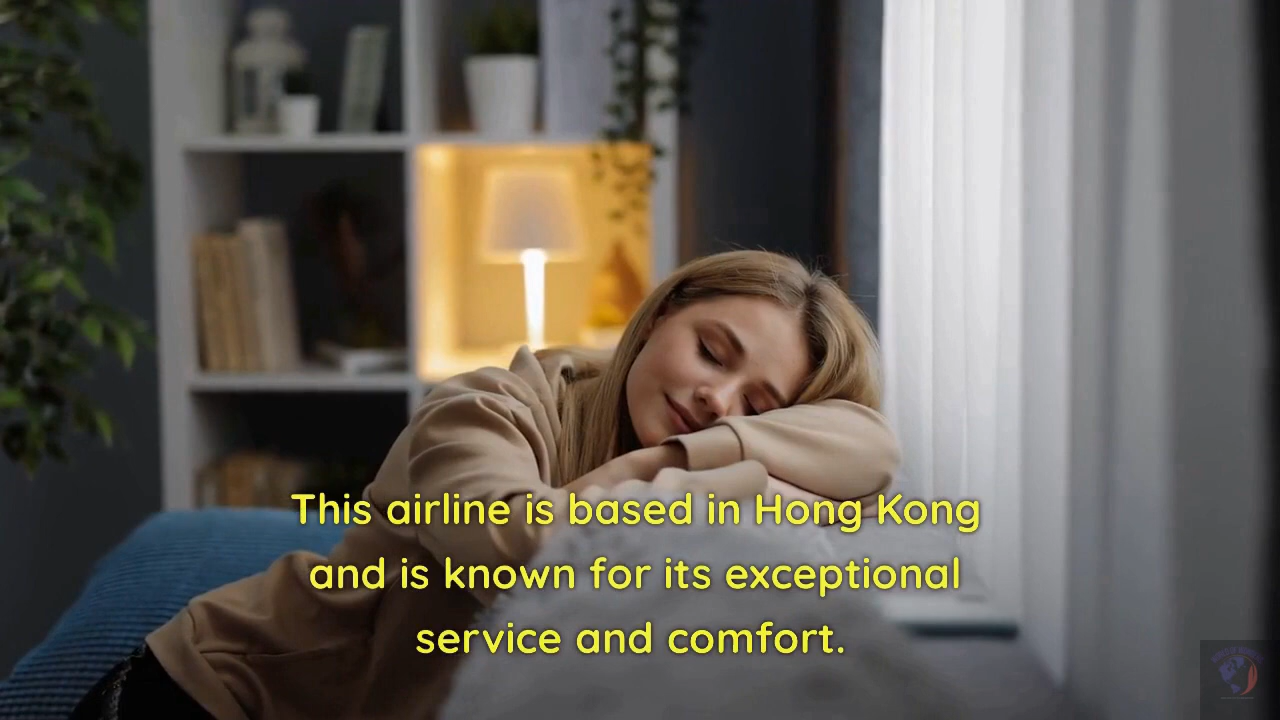 This airline is based in Hong Kong
and is known for its exceptional
service and comfort.